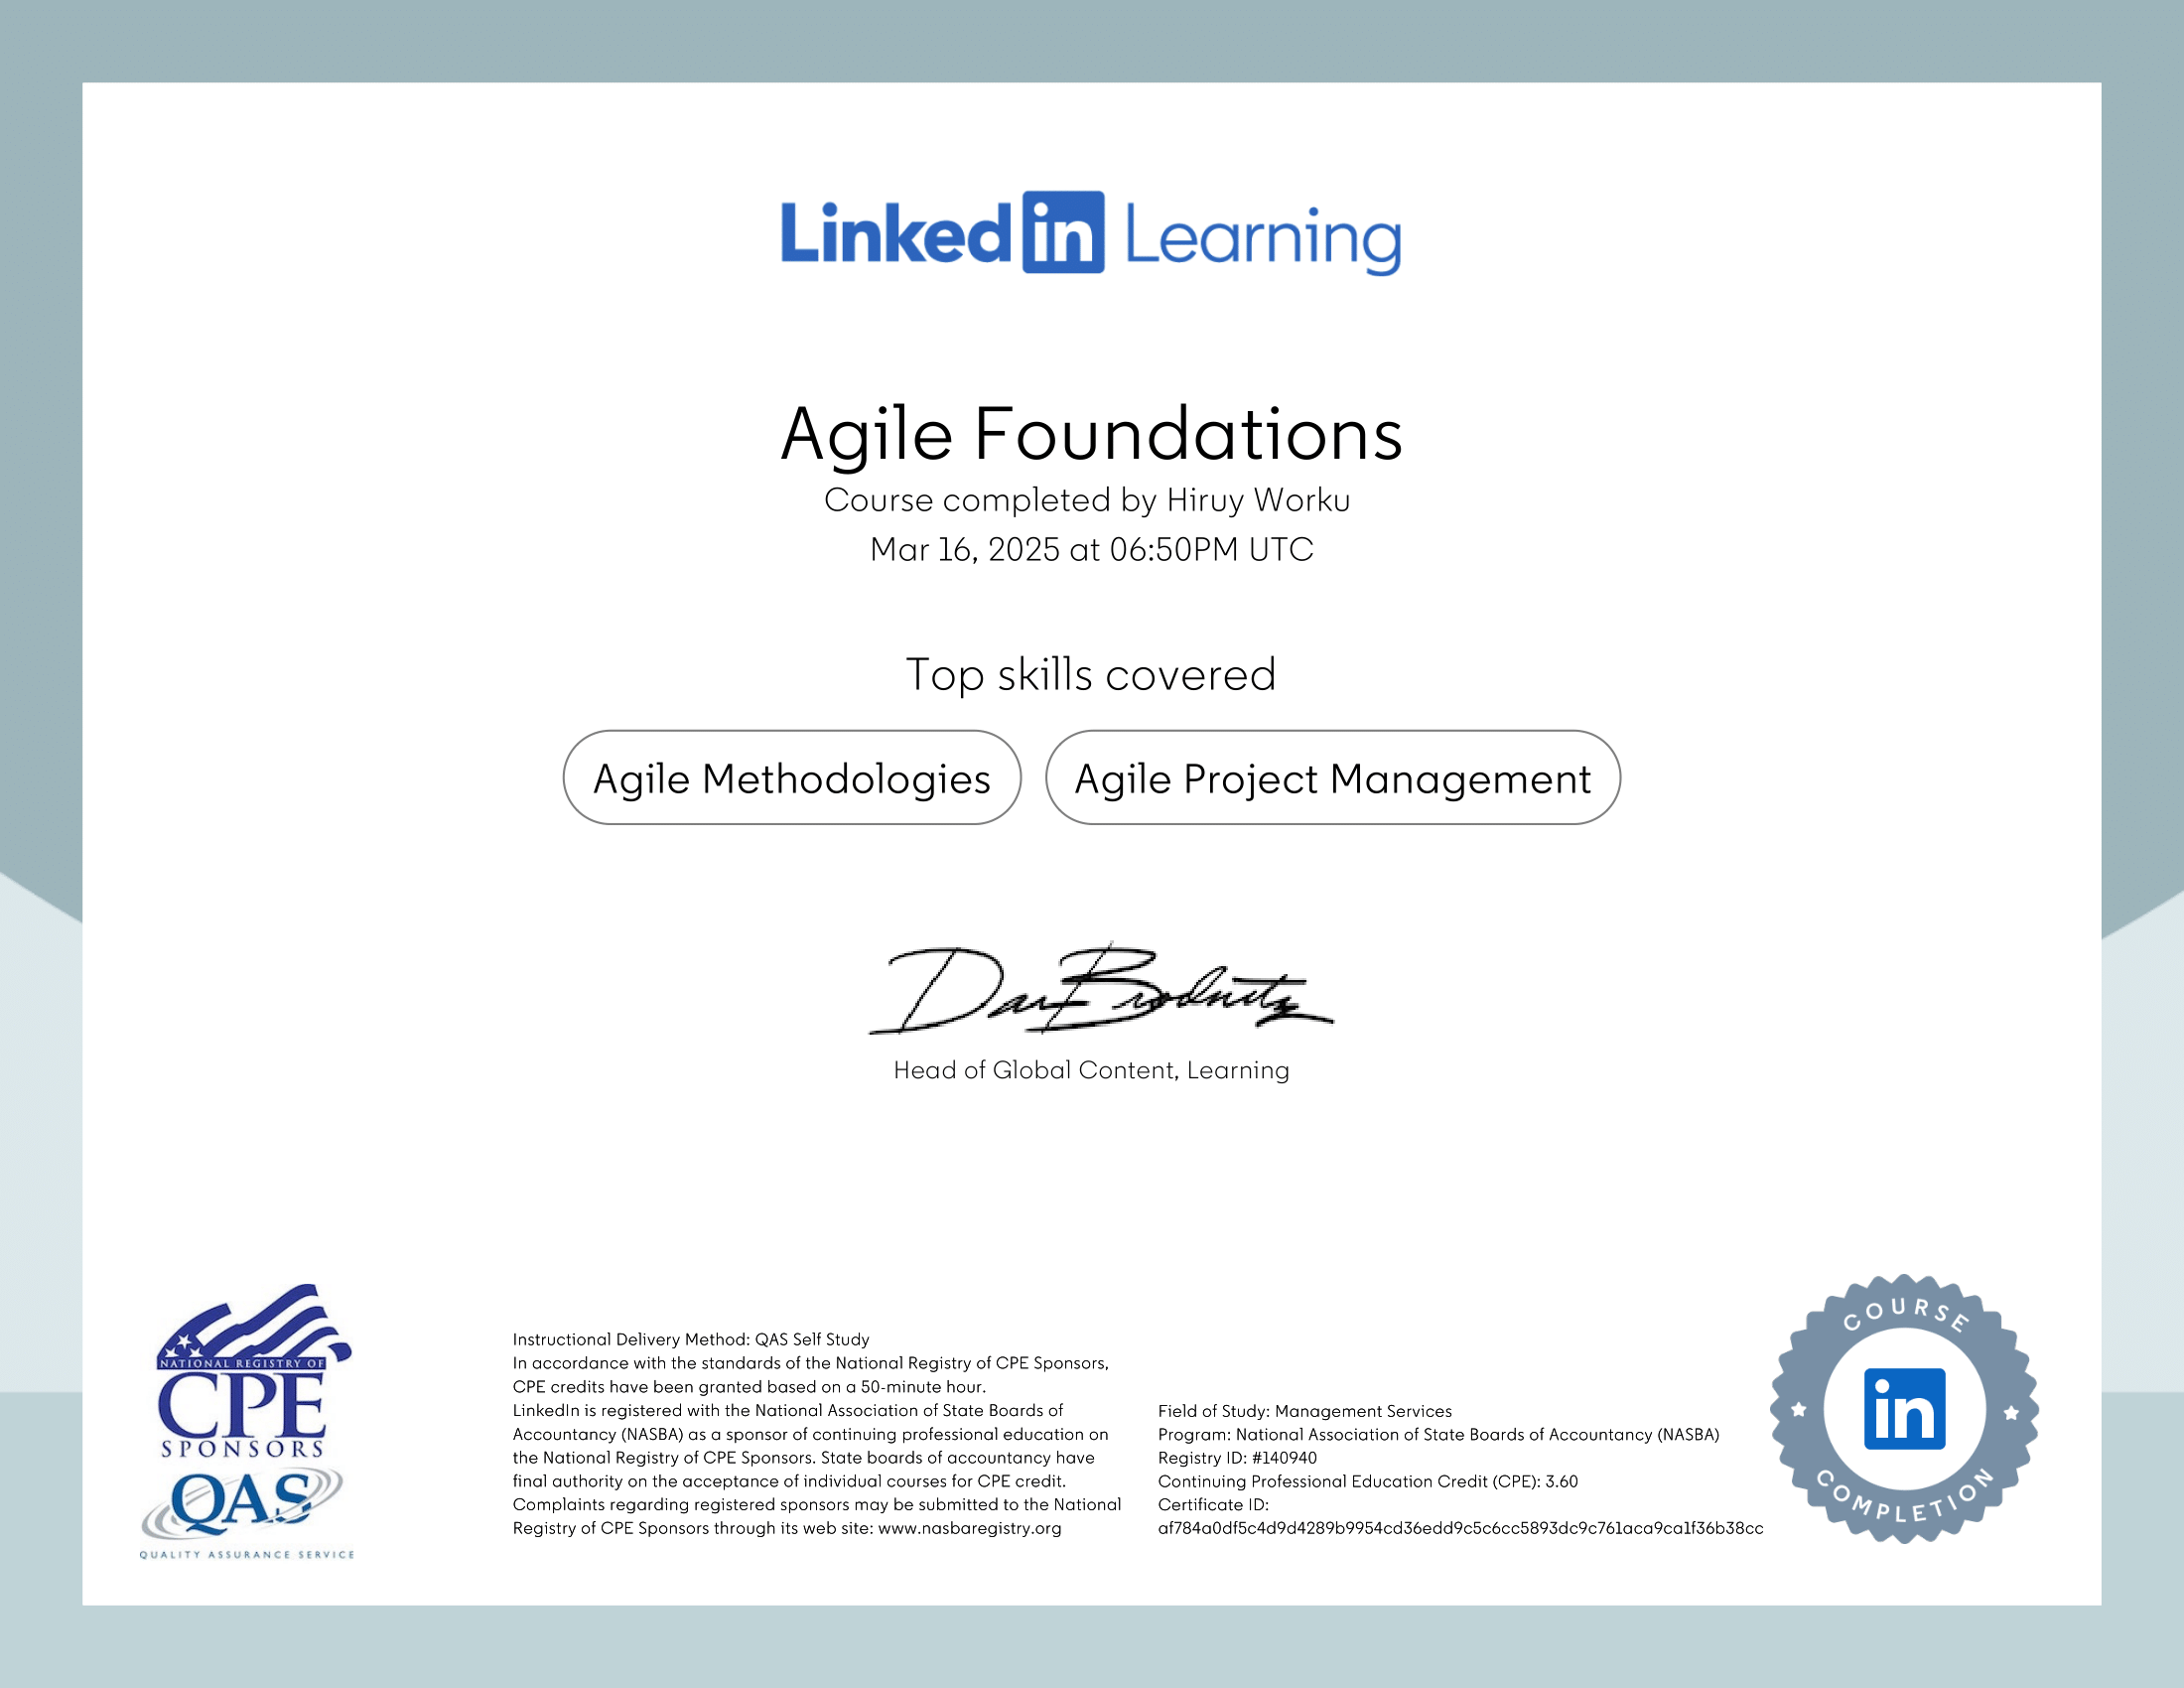 Linked in Learning
Agile Foundations
Course completed by Hiruy Worku
Mar 16, 2025 at 06:50PM UTC
Top skills covered
Agile Methodologies
Agile Project Management
Dan Brodnitz
Head of Global Content, Learning
NATIONAL REGISTRY OF
CPE
SPONSORS
QAS
QUALITY ASSURANCE SERVICE
Instructional Delivery Method: QAS Self Study
In accordance with the standards of the National Registry of CPE Sponsors,
CPE credits have been granted based on a 50-minute hour.
LinkedIn is registered with the National Association of State Boards of
Accountancy (NASBA) as a sponsor of continuing professional education on
the National Registry of CPE Sponsors. State boards of accountancy have
final authority on the acceptance of individual courses for CPE credit.
Complaints regarding registered sponsors may be submitted to the National
Registry of CPE Sponsors through its web site: www.nasbaregistry.org
Field of Study: Management Services
Program: National Association of State Boards of Accountancy (NASBA)
Registry ID: #140940
Continuing Professional Education Credit (CPE): 3.60
Certificate ID:
af784a0df5c4d9d4289b9954cd36edd9c5c6cc5893dc9c761aca9ca1f36b38cc
COURSE
in
COMPLETION